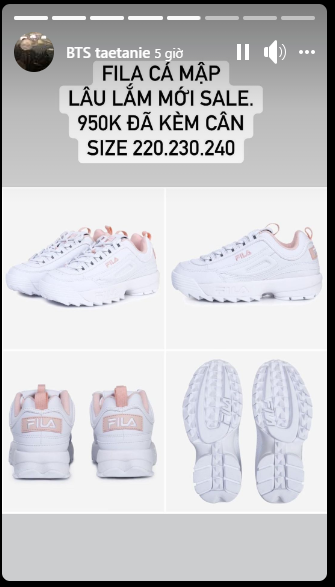 BTS taetanie 5 giờ
FILA CÁ MẬP
LÂU LẮM MỚI SALE.
950K ĐÃ KÈM CÂN
SIZE 220.230.240
FILA
FILA
FILA
FILA